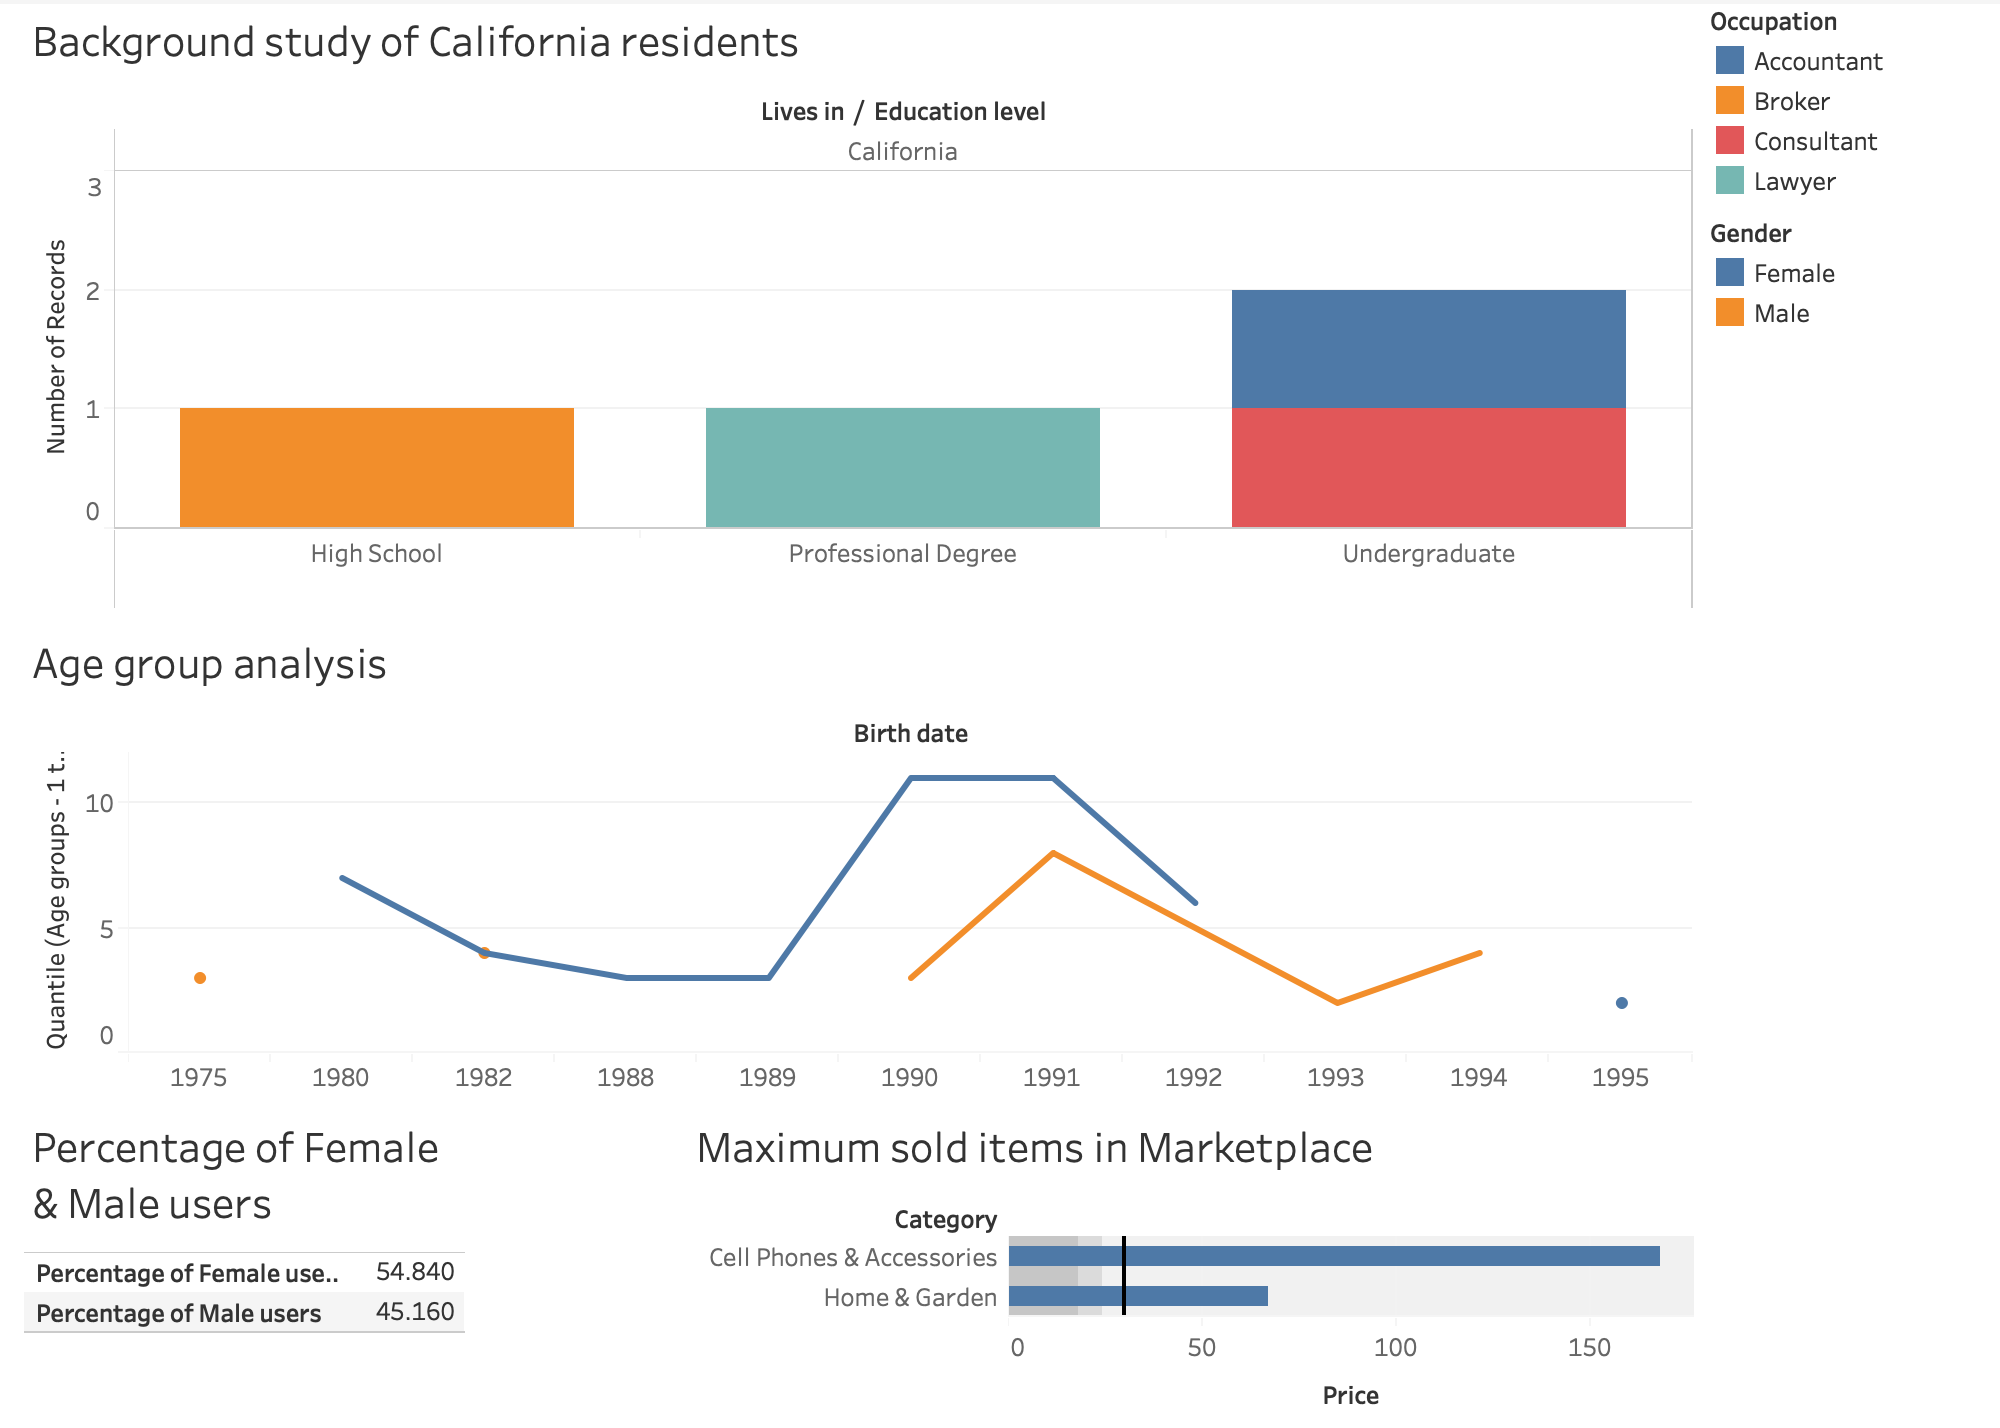 Background study of California residents
Lives in / Education level
California
3
2
1
0
Number of Records
High School
Professional Degree
Undergraduate
Occupation
Accountant
Broker
Consultant
Lawyer
Gender
Female
Male
Age group analysis
Birth date
Quantile (Age groups - 1 t..
10
5
0
1975
1980
1982
1988
1989
1990
1991
1992
1993
1994
1995
Percentage of Female
& Male users
Percentage of Female use.. 54.840
Percentage of Male users 45.160
Maximum sold items in Marketplace
Category
Cell Phones & Accessories
Home & Garden
0
50
100
150
Price